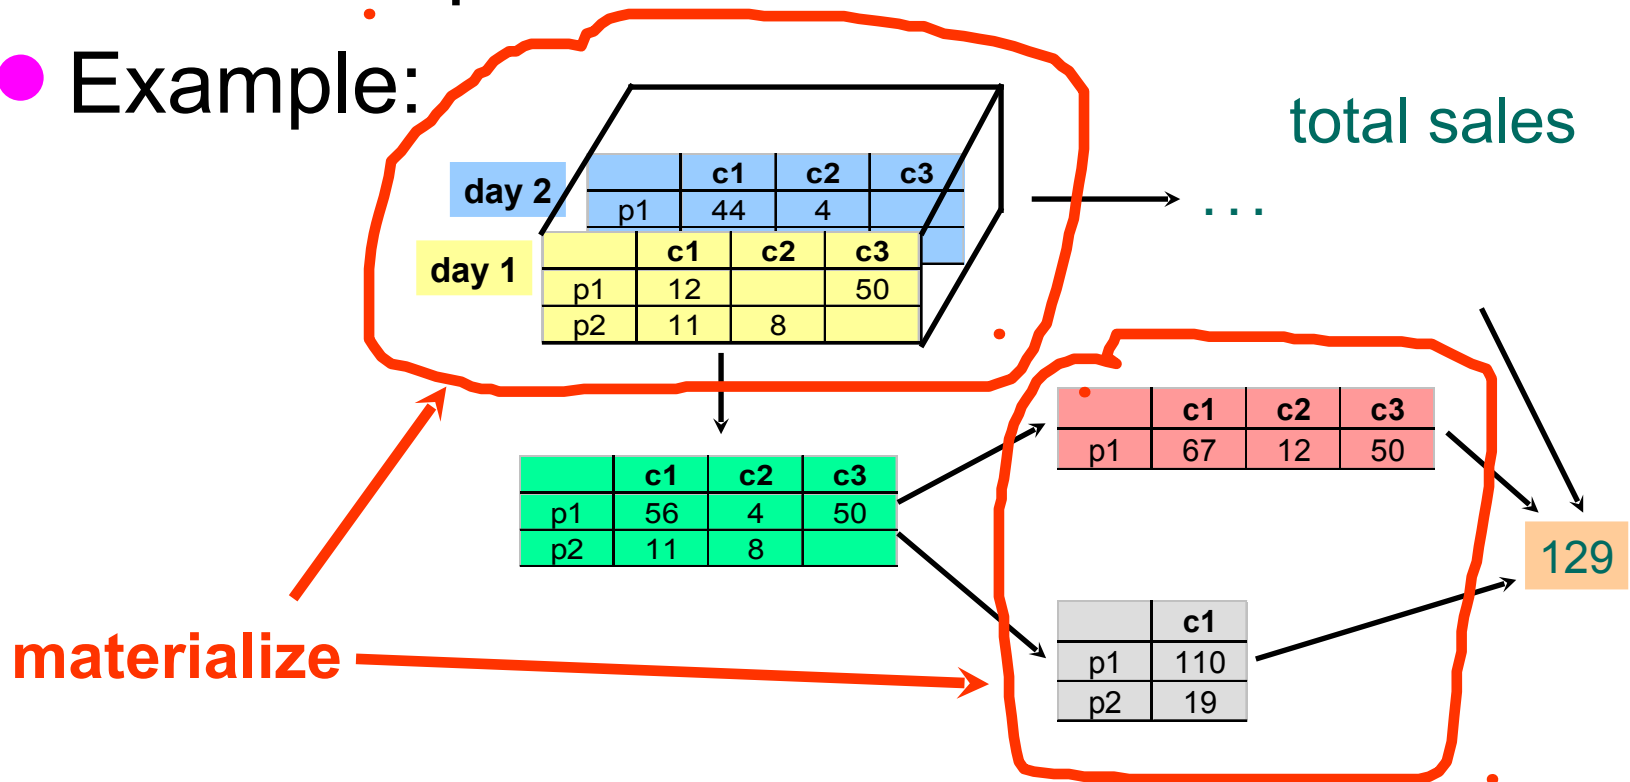 Example:
total sales
day 2
c1 c2 c3
p1 44 4
. . .
day 1
c1 c2 c3
p1 12 50
p2 11 8
c1 c2 c3
p1 67 12 50
c1 c2 c3
p1 56 4 50
p2 11 8
129
materialize
c1
p1 110
p2 19